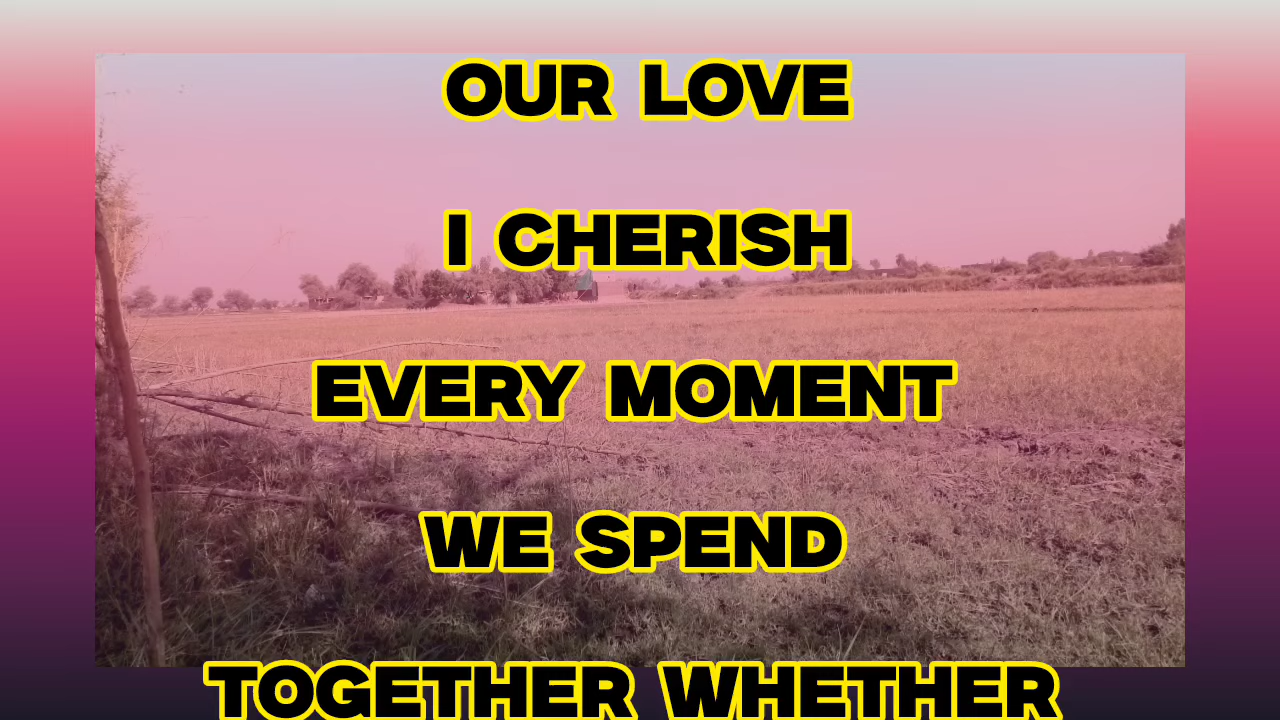 OUR LOVE
I CHERISH
EVERY MOMENT
WE SPEND
TOGETHER WHETHER